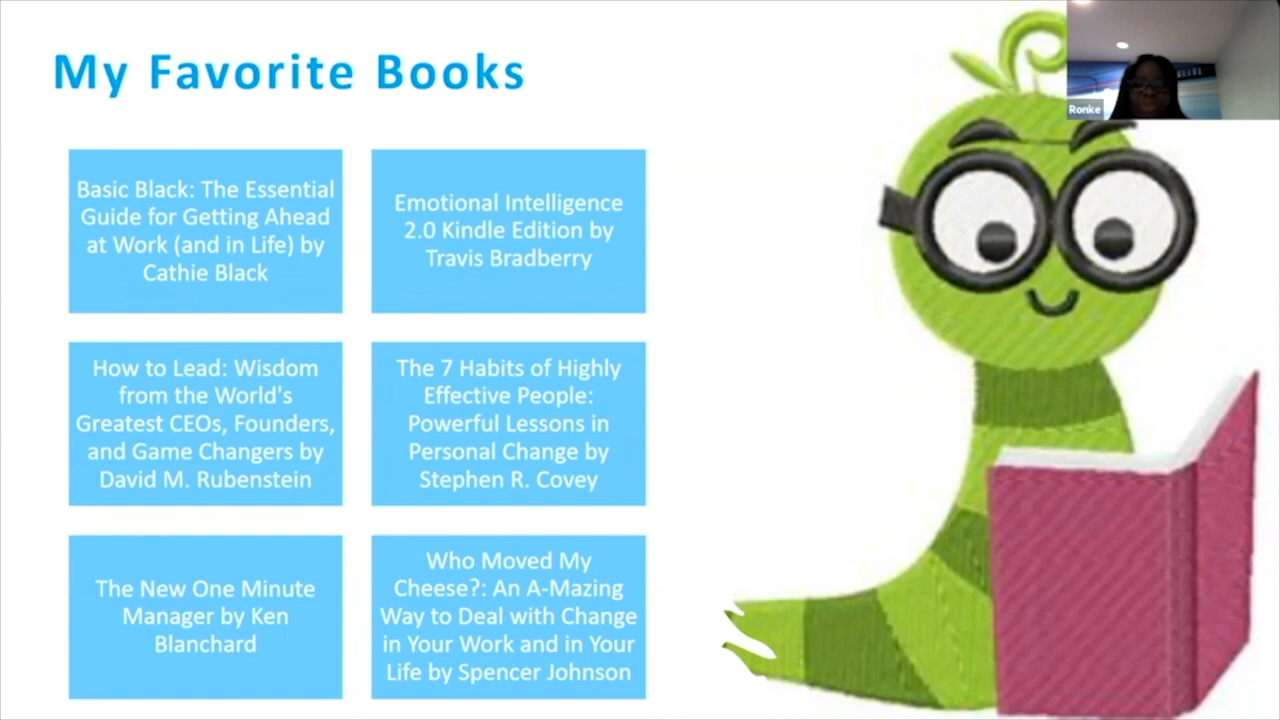 My Favorite Books
Ronke
Basic Black: The Essential
Guide for Getting Ahead
at Work (and in Life) by
Cathie Black
Emotional Intelligence
2.0 Kindle Edition by
Travis Bradberry
How to Lead: Wisdom
from the World's
Greatest CEOs, Founders,
and Game Changers by
David M. Rubenstein
The 7 Habits of Highly
Effective People:
Powerful Lessons in
Personal Change by
Stephen R. Covey
The New One Minute
Manager by Ken
Blanchard
Who Moved My
Cheese?: An A-Mazing
Way to Deal with Change
in Your Work and in Your
Life by Spencer Johnson